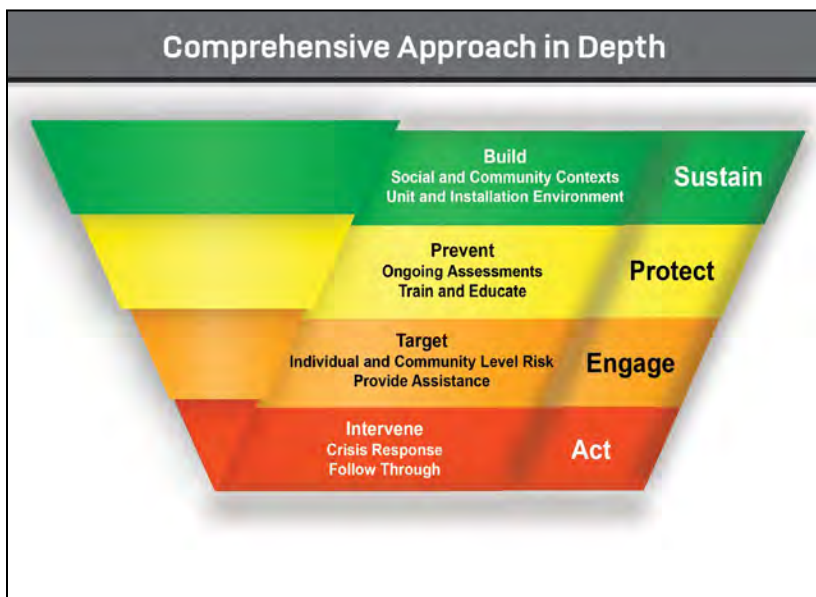 Comprehensive Approach in Depth
Build
Social and Community Contexts
Unit and Installation Environment
Sustain
Prevent
Ongoing Assessments
Train and Educate
Protect
Target
Individual and Community Level Risk
Provide Assistance
Engage
Intervene
Crisis Response
Follow Through
Act